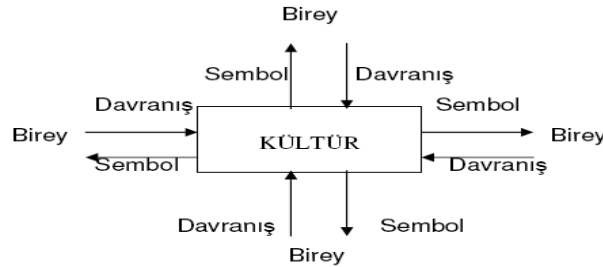 Birey
Sembol Davranış
Davranış Sembol
Birey KÜLTÜR Birey
Sembol Davranış
Davranış Sembol
Birey